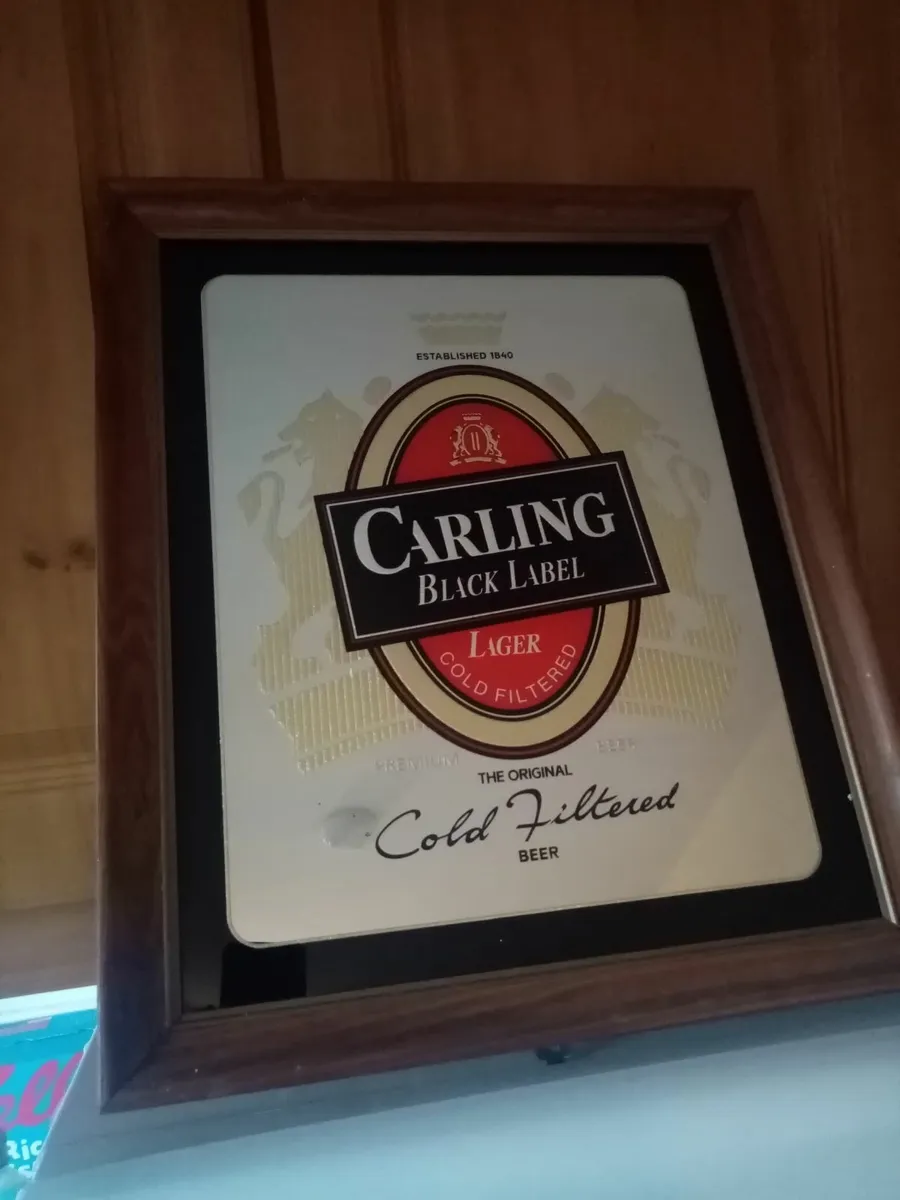 ESTABLISHED 1840
CARLING
BLACK LABEL
LAGER
COLD FILTERED
PREMIUM BEER
THE ORIGINAL
Cold Filtered
BEER